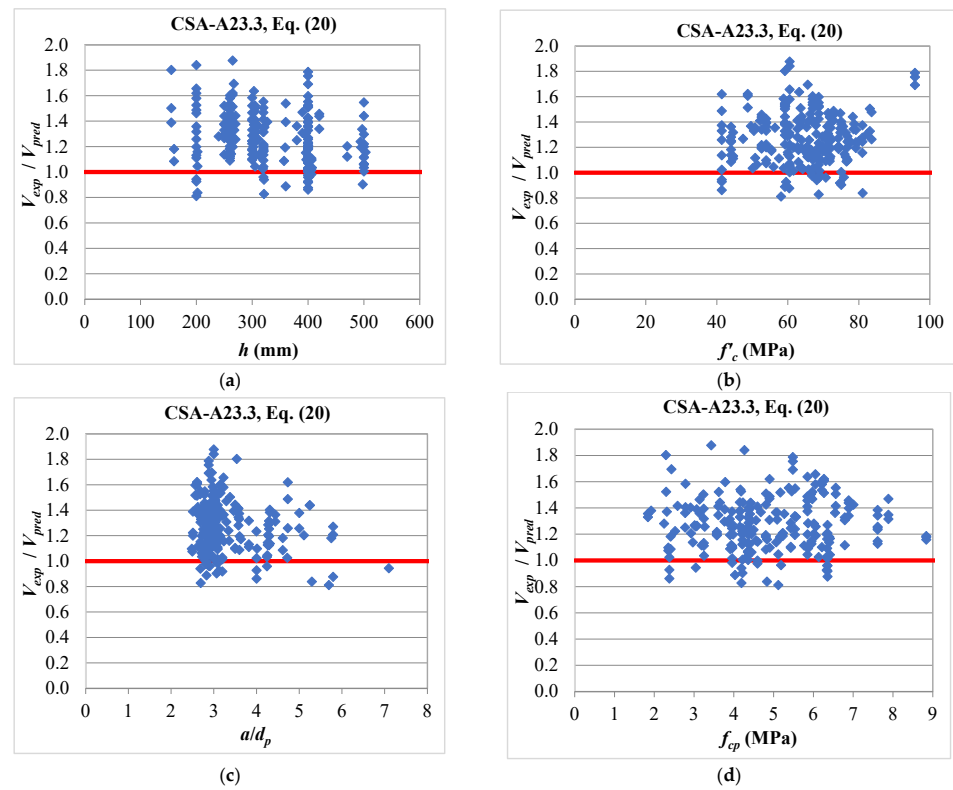 CSA-A23.3, Eq. (20)
2.0
1.8
1.6
1.4
1.2
1.0
0.8
0.6
0.4
0.2
0.0
V_exp / V_pred
0 100 200 300 400 500 600
h (mm)
(a)
CSA-A23.3, Eq. (20)
2.0
1.8
1.6
1.4
1.2
1.0
0.8
0.6
0.4
0.2
0.0
V_exp / V_pred
0 20 40 60 80 100
f'_c (MPa)
(b)
CSA-A23.3, Eq. (20)
2.0
1.8
1.6
1.4
1.2
1.0
0.8
0.6
0.4
0.2
0.0
V_exp / V_pred
0 1 2 3 4 5 6 7 8
a/d_p
(c)
CSA-A23.3, Eq. (20)
2.0
1.8
1.6
1.4
1.2
1.0
0.8
0.6
0.4
0.2
0.0
V_exp / V_pred
0 1 2 3 4 5 6 7 8 9
f_cp (MPa)
(d)